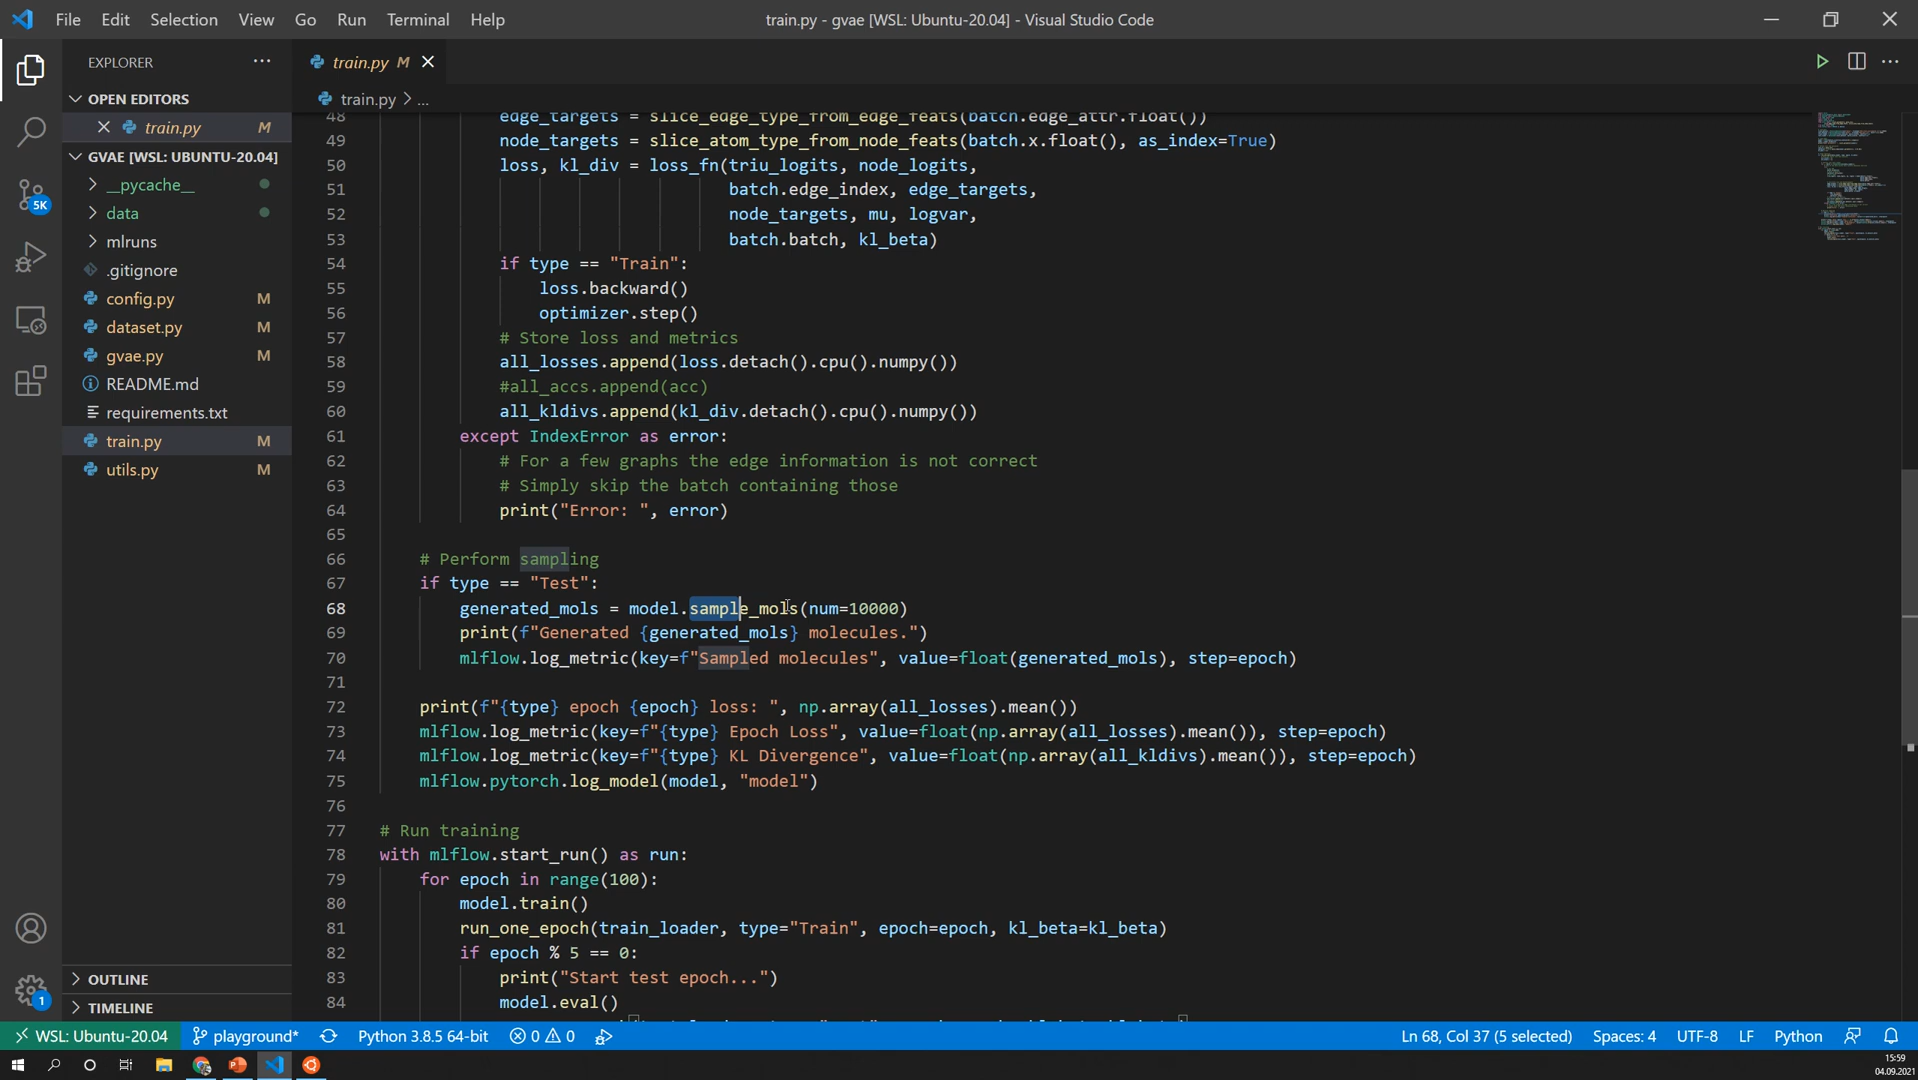 File Edit Selection View Go Run Terminal Help
train.py - gvae [WSL: Ubuntu-20.04] - Visual Studio Code
EXPLORER
train.py M
OPEN EDITORS
train.py > ...
train.py M
GVAE [WSL: UBUNTU-20.04]
__pycache__
data
mlruns
.gitignore
config.py M
dataset.py M
gvae.py M
README.md
requirements.txt
train.py M
utils.py M
5K
1
OUTLINE
TIMELINE
48 edge_targets = slice_edge_type_from_edge_feats(batch.edge_attr.float())
49 node_targets = slice_atom_type_from_node_feats(batch.x.float(), as_index=True)
50 loss, kl_div = loss_fn(triu_logits, node_logits,
51 batch.edge_index, edge_targets,
52 node_targets, mu, logvar,
53 batch.batch, kl_beta)
54 if type == "Train":
55 loss.backward()
56 optimizer.step()
57 # Store loss and metrics
58 all_losses.append(loss.detach().cpu().numpy())
59 #all_accs.append(acc)
60 all_kldivs.append(kl_div.detach().cpu().numpy())
61 except IndexError as error:
62 # For a few graphs the edge information is not correct
63 # Simply skip the batch containing those
64 print("Error: ", error)
65
66 # Perform sampling
67 if type == "Test":
68 generated_mols = model.sample_mols(num=10000)
69 print(f"Generated {generated_mols} molecules.")
70 mlflow.log_metric(key=f"Sampled molecules", value=float(generated_mols), step=epoch)
71
72 print(f"{type} epoch {epoch} loss: ", np.array(all_losses).mean())
73 mlflow.log_metric(key=f"{type} Epoch Loss", value=float(np.array(all_losses).mean()), step=epoch)
74 mlflow.log_metric(key=f"{type} KL Divergence", value=float(np.array(all_kldivs).mean()), step=epoch)
75 mlflow.pytorch.log_model(model, "model")
76
77 # Run training
78 with mlflow.start_run() as run:
79 for epoch in range(100):
80 model.train()
81 run_one_epoch(train_loader, type="Train", epoch=epoch, kl_beta=kl_beta)
82 if epoch % 5 == 0:
83 print("Start test epoch...")
84 model.eval()
WSL: Ubuntu-20.04 playground* Python 3.8.5 64-bit 0 0 Ln 68, Col 37 (5 selected) Spaces: 4 UTF-8 LF Python
15:59
04.09.2021